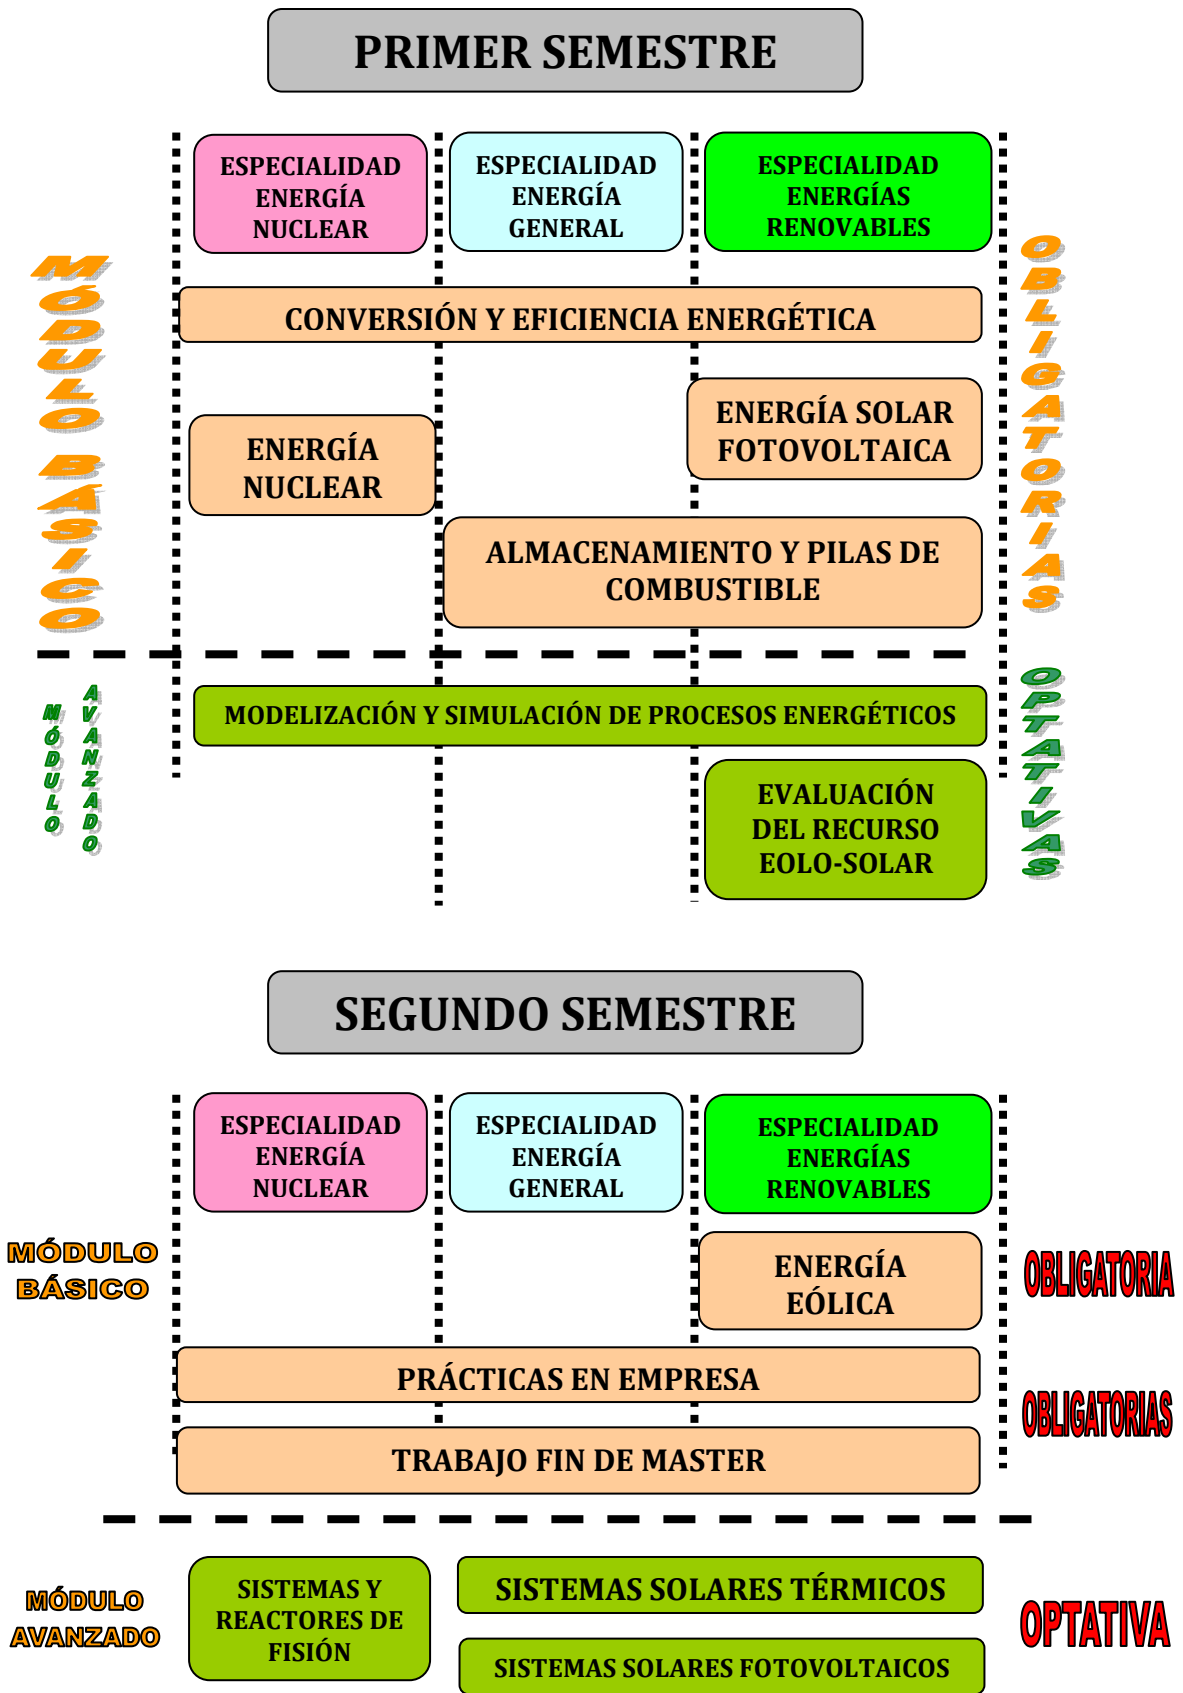 PRIMER SEMESTRE
ESPECIALIDAD
ENERGÍA
NUCLEAR
ESPECIALIDAD
ENERGÍA
GENERAL
ESPECIALIDAD
ENERGÍAS
RENOVABLES
MÓDULO BÁSICO
OBLIGATORIAS
CONVERSIÓN Y EFICIENCIA ENERGÉTICA
ENERGÍA
NUCLEAR
ENERGÍA SOLAR
FOTOVOLTAICA
ALMACENAMIENTO Y PILAS DE
COMBUSTIBLE
MÓDULO
AVANZADO
OPTATIVAS
MODELIZACIÓN Y SIMULACIÓN DE PROCESOS ENERGÉTICOS
EVALUACIÓN
DEL RECURSO
EOLO-SOLAR
SEGUNDO SEMESTRE
ESPECIALIDAD
ENERGÍA
NUCLEAR
ESPECIALIDAD
ENERGÍA
GENERAL
ESPECIALIDAD
ENERGÍAS
RENOVABLES
MÓDULO
BÁSICO
ENERGÍA
EÓLICA
OBLIGATORIA
PRÁCTICAS EN EMPRESA
OBLIGATORIAS
TRABAJO FIN DE MASTER
MÓDULO
AVANZADO
SISTEMAS Y
REACTORES DE
FISIÓN
SISTEMAS SOLARES TÉRMICOS
SISTEMAS SOLARES FOTOVOLTAICOS
OPTATIVA